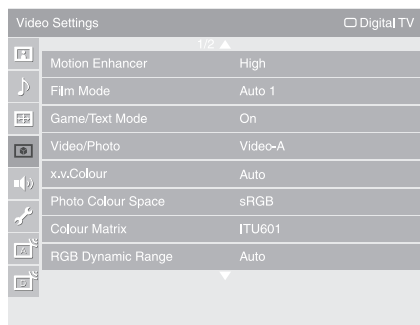 Video Settings Digital TV
1/2
Motion Enhancer High
Film Mode Auto 1
Game/Text Mode On
Video/Photo Video-A
x.v.Colour Auto
Photo Colour Space sRGB
Colour Matrix ITU601
RGB Dynamic Range Auto
A
D